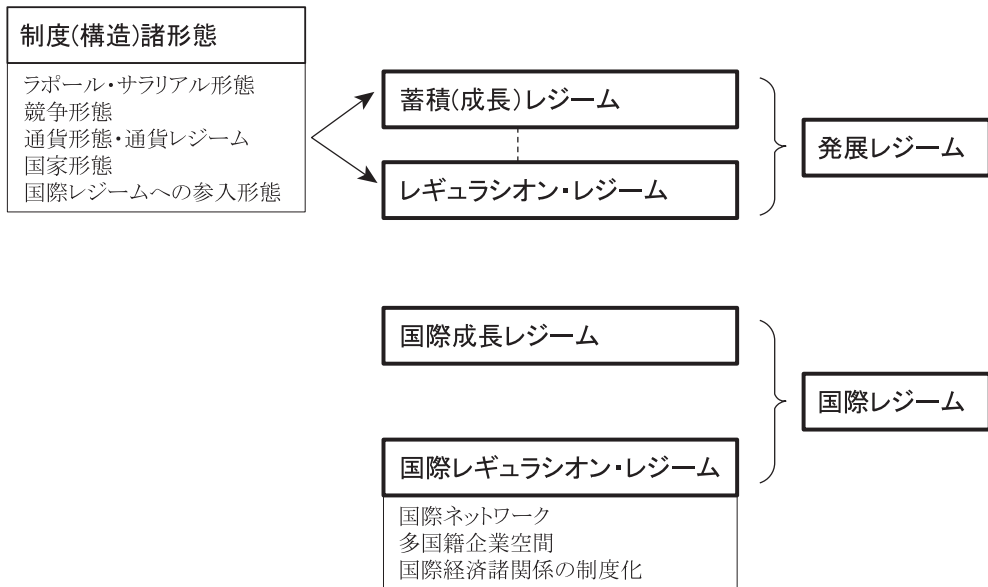 制度(構造)諸形態
ラポール・サラリアル形態
競争形態
通貨形態・通貨レジーム
国家形態
国際レジームへの参入形態
蓄積(成長)レジーム
レギュラシオン・レジーム
発展レジーム
国際成長レジーム
国際レギュラシオン・レジーム
国際ネットワーク
多国籍企業空間
国際経済諸関係の制度化
国際レジーム